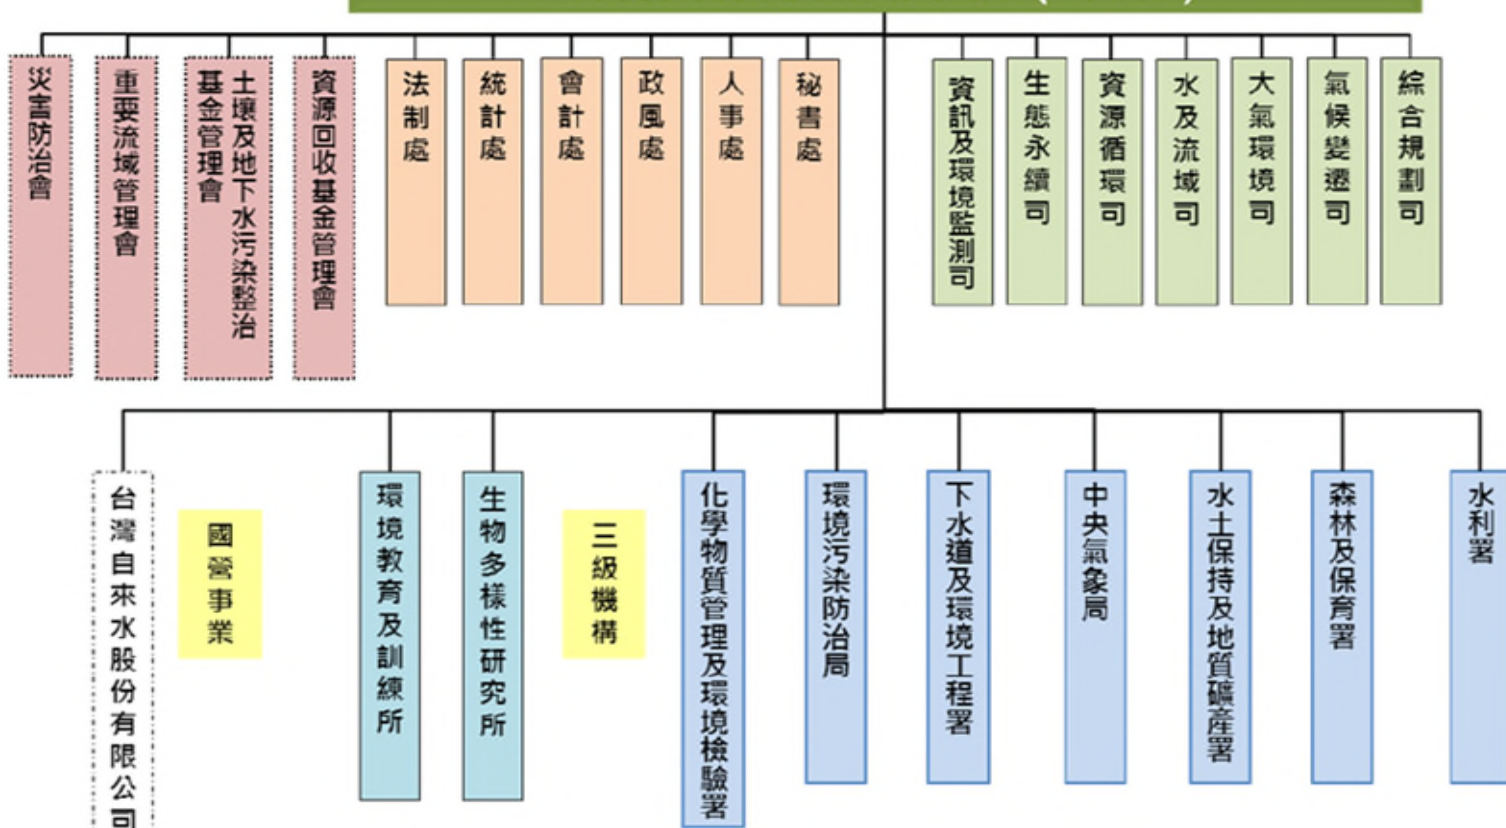 災害防治會
重要流域管理會
土壤及地下水污染整治
基金管理會
資源回收基金管理會
法制處
統計處
會計處
政風處
人事處
秘書處
資訊及環境監測司
生態永續司
資源循環司
水及流域司
大氣環境司
氣候變遷司
綜合規劃司
台灣自來水股份有限公司
國營事業
環境教育及訓練所
生物多樣性研究所
三級機構
化學物質管理及環境檢驗署
環境污染防治局
下水道及環境工程署
中央氣象局
水土保持及地質礦產署
森林及保育署
水利署